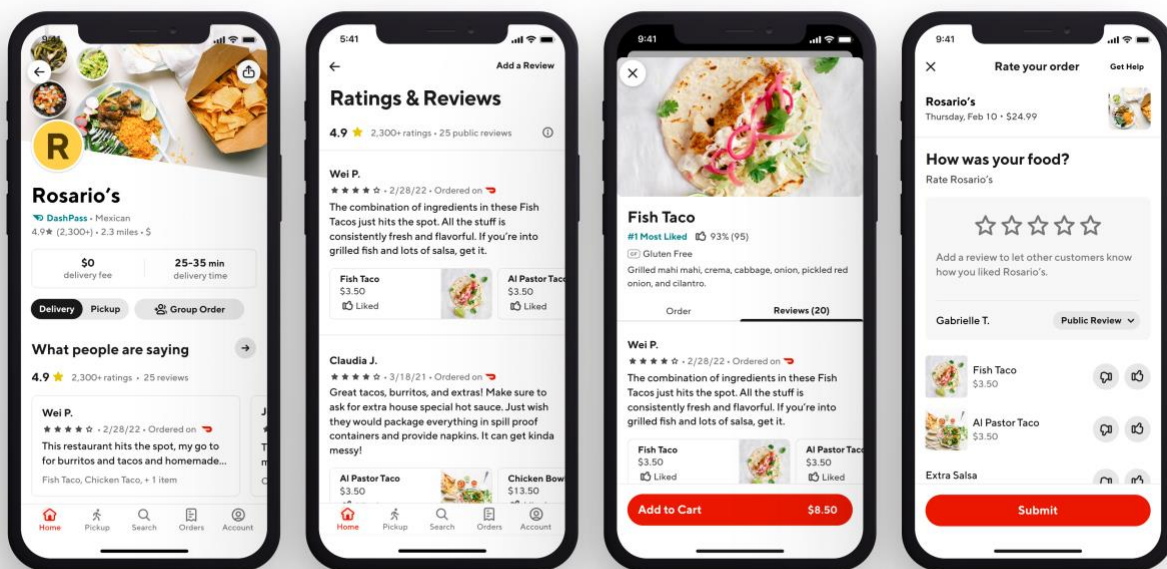 9:41
R
Rosario's
DashPass • Mexican
4.9★ (2,300+) • 2.3 miles • $
$0
delivery fee
25-35 min
delivery time
Delivery
Pickup
Group Order
What people are saying
4.9 ★ 2,300+ ratings • 25 reviews
Wei P.
★ ★ ★ ★ ☆ • 2/28/22 • Ordered on
This restaurant hits the spot, my go to
for burritos and tacos and homemade...
Fish Taco, Chicken Taco, + 1 item
Home
Pickup
Search
Orders
Account
5:41
Add a Review
Ratings & Reviews
4.9 ★ 2,300+ ratings • 25 public reviews
Wei P.
★ ★ ★ ★ ☆ • 2/28/22 • Ordered on
The combination of ingredients in these Fish
Tacos just hits the spot. All the stuff is
consistently fresh and flavorful. If you're into
grilled fish and lots of salsa, get it.
Fish Taco
$3.50
Liked
Al Pastor Taco
$3.50
Liked
Claudia J.
★ ★ ★ ★ ☆ • 3/18/21 • Ordered on
Great tacos, burritos, and extras! Make sure to
ask for extra house special hot sauce. Just wish
they would package everything in spill proof
containers and provide napkins. It can get kinda
messy!
Al Pastor Taco
$3.50
Chicken Bow
$13.50
Home
Pickup
Search
Orders
Account
9:41
Fish Taco
#1 Most Liked 93% (95)
GF Gluten Free
Grilled mahi mahi, crema, cabbage, onion, pickled red
onion, and cilantro.
Order
Reviews (20)
Wei P.
★ ★ ★ ★ ☆ • 2/28/22 • Ordered on
The combination of ingredients in these Fish
Tacos just hits the spot. All the stuff is
consistently fresh and flavorful. If you're into
grilled fish and lots of salsa, get it.
Fish Taco
$3.50
Liked
Al Pastor Taco
$3.50
Liked
Add to Cart
$8.50
9:41
Rate your order
Get Help
Rosario's
Thursday, Feb 10 • $24.99
How was your food?
Rate Rosario's
Add a review to let other customers know
how you liked Rosario's.
Gabrielle T.
Public Review
Fish Taco
$3.50
Al Pastor Taco
$3.50
Extra Salsa
Submit